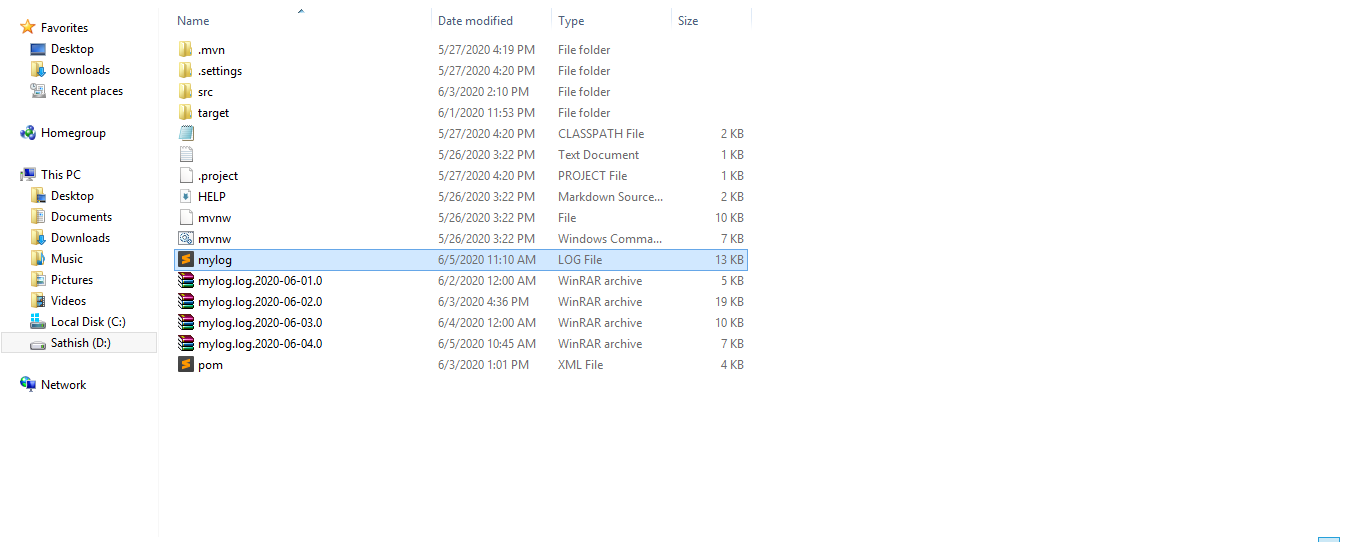 Favorites
Desktop
Downloads
Recent places
Homegroup
This PC
Desktop
Documents
Downloads
Music
Pictures
Videos
Local Disk (C:)
Sathish (D:)
Network
Name Date modified Type Size
.mvn 5/27/2020 4:19 PM File folder
.settings 5/27/2020 4:20 PM File folder
src 6/3/2020 2:10 PM File folder
target 6/1/2020 11:53 PM File folder
5/27/2020 4:20 PM CLASSPATH File 2 KB
5/26/2020 3:22 PM Text Document 1 KB
.project 5/27/2020 4:20 PM PROJECT File 1 KB
HELP 5/26/2020 3:22 PM Markdown Source... 2 KB
mvnw 5/26/2020 3:22 PM File 10 KB
mvnw 5/26/2020 3:22 PM Windows Comma... 7 KB
mylog 6/5/2020 11:10 AM LOG File 13 KB
mylog.log.2020-06-01.0 6/2/2020 12:00 AM WinRAR archive 5 KB
mylog.log.2020-06-02.0 6/3/2020 4:36 PM WinRAR archive 19 KB
mylog.log.2020-06-03.0 6/4/2020 12:00 AM WinRAR archive 10 KB
mylog.log.2020-06-04.0 6/5/2020 10:45 AM WinRAR archive 7 KB
pom 6/3/2020 1:01 PM XML File 4 KB